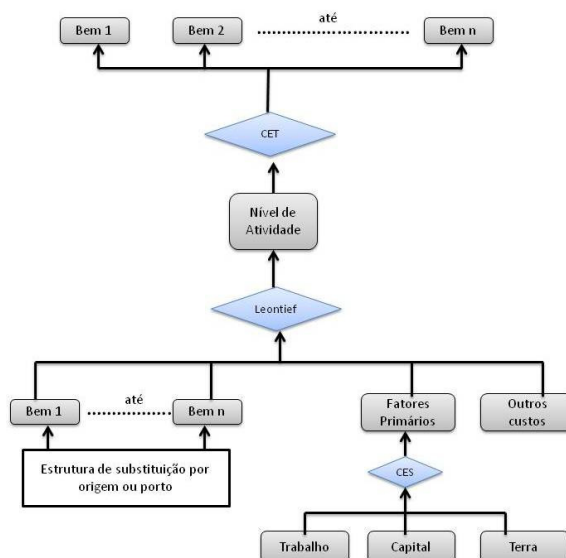 até
Bem 1
Bem 2
Bem n
CET
Nível de
Atividade
Leontief
Bem 1
até
Bem n
Fatores
Primários
Outros
custos
Estrutura de substituição por
origem ou porto
CES
Trabalho
Capital
Terra